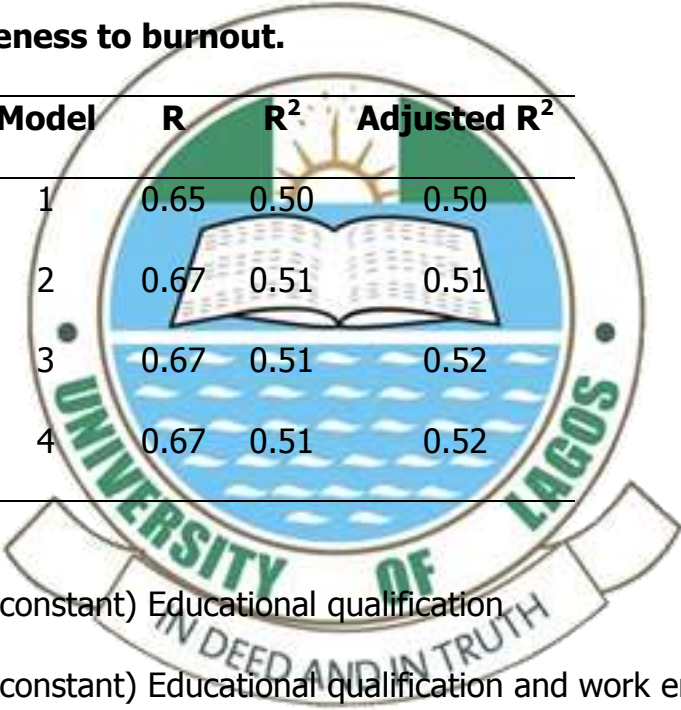 eness to burnout.
Model R R² Adjusted R²
1 0.65 0.50 0.50
2 0.67 0.51 0.51
3 0.67 0.51 0.52
4 0.67 0.51 0.52
UNIVERSITY OF LAGOS
IN DEED AND IN TRUTH
constant) Educational qualification
constant) Educational qualification and work e